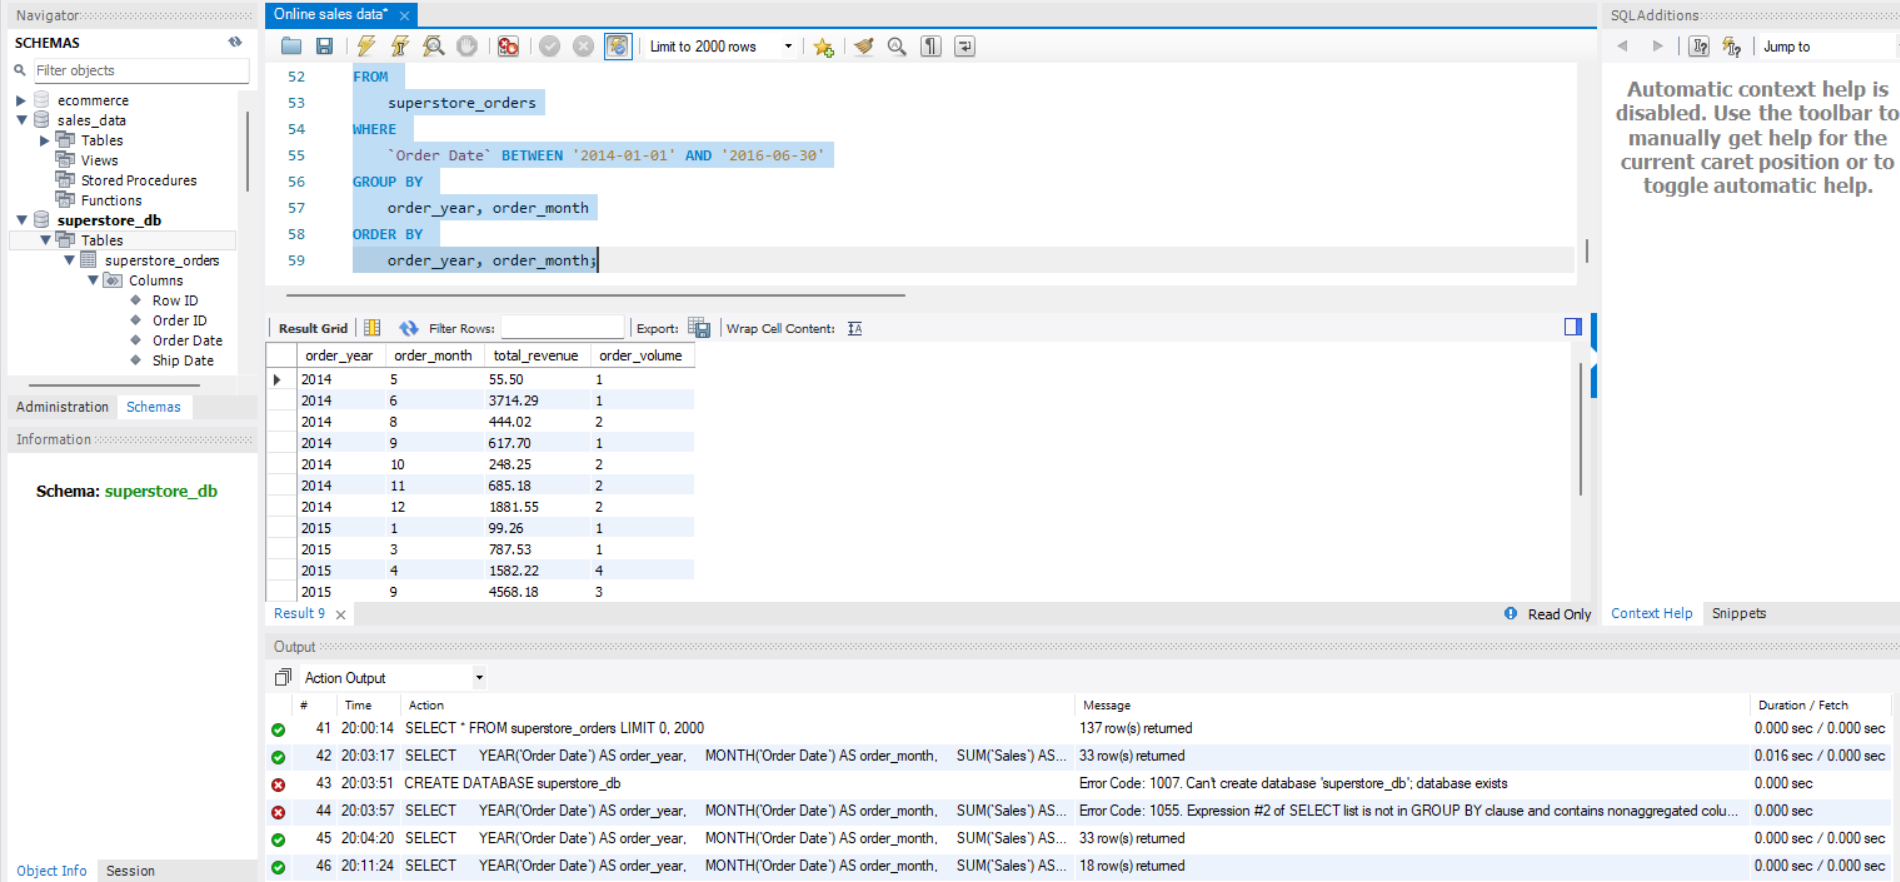 Navigator
SCHEMAS
Filter objects
ecommerce
sales_data
Tables
Views
Stored Procedures
Functions
superstore_db
Tables
superstore_orders
Columns
Row ID
Order ID
Order Date
Ship Date
Administration Schemas
Information
Schema: superstore_db
Object Info Session
Online sales data*
Limit to 2000 rows
52 FROM
53 superstore_orders
54 WHERE
55 `Order Date` BETWEEN '2014-01-01' AND '2016-06-30'
56 GROUP BY
57 order_year, order_month
58 ORDER BY
59 order_year, order_month;
Result Grid Filter Rows: Export: Wrap Cell Content:
order_year order_month total_revenue order_volume
2014 5 55.50 1
2014 6 3714.29 1
2014 8 444.02 2
2014 9 617.70 1
2014 10 248.25 2
2014 11 685.18 2
2014 12 1881.55 2
2015 1 99.26 1
2015 3 787.53 1
2015 4 1582.22 4
2015 9 4568.18 3
Result 9 Read Only
Output
Action Output
# Time Action Message Duration / Fetch
41 20:00:14 SELECT * FROM superstore_orders LIMIT 0, 2000 137 row(s) returned 0.000 sec / 0.000 sec
42 20:03:17 SELECT YEAR(`Order Date`) AS order_year, MONTH(`Order Date`) AS order_month, SUM(`Sales`) AS... 33 row(s) returned 0.016 sec / 0.000 sec
43 20:03:51 CREATE DATABASE superstore_db Error Code: 1007. Can't create database 'superstore_db'; database exists 0.000 sec
44 20:03:57 SELECT YEAR(`Order Date`) AS order_year, MONTH(`Order Date`) AS order_month, SUM(`Sales`) AS... Error Code: 1055. Expression #2 of SELECT list is not in GROUP BY clause and contains nonaggregated colu... 0.000 sec
45 20:04:20 SELECT YEAR(`Order Date`) AS order_year, MONTH(`Order Date`) AS order_month, SUM(`Sales`) AS... 33 row(s) returned 0.000 sec / 0.000 sec
46 20:11:24 SELECT YEAR(`Order Date`) AS order_year, MONTH(`Order Date`) AS order_month, SUM(`Sales`) AS... 18 row(s) returned 0.000 sec / 0.000 sec
SQLAdditions
Jump to
Automatic context help is
disabled. Use the toolbar to
manually get help for the
current caret position or to
toggle automatic help.
Context Help Snippets